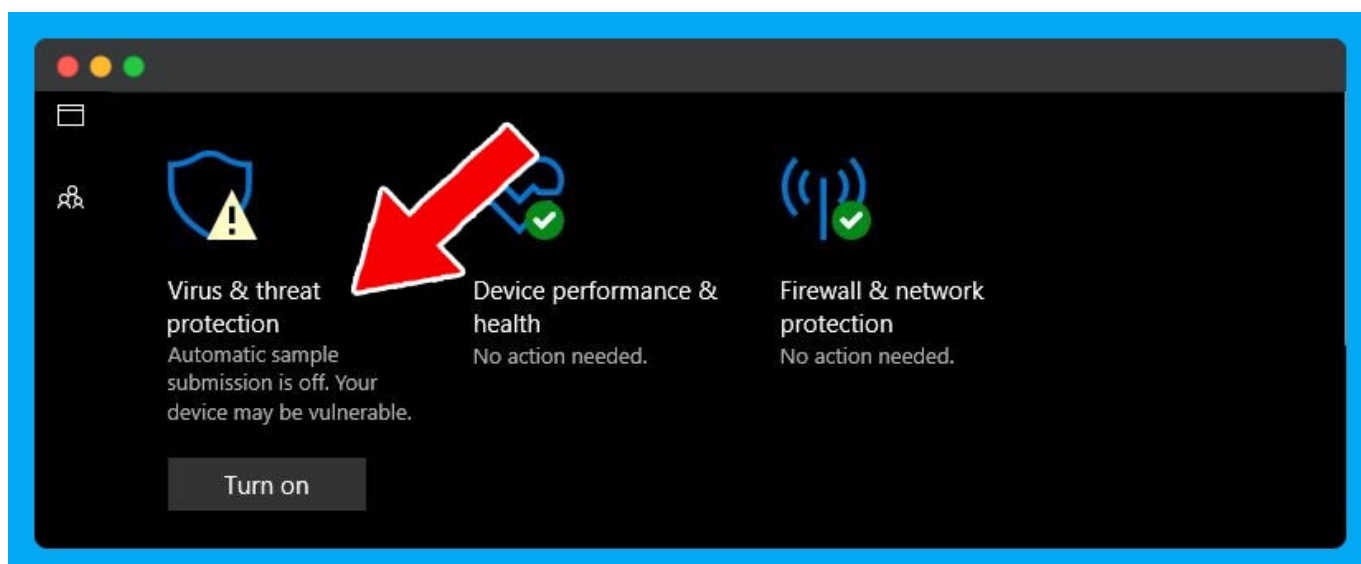 Virus & threat
protection
Automatic sample
submission is off. Your
device may be vulnerable.
Turn on
Device performance &
health
No action needed.
Firewall & network
protection
No action needed.